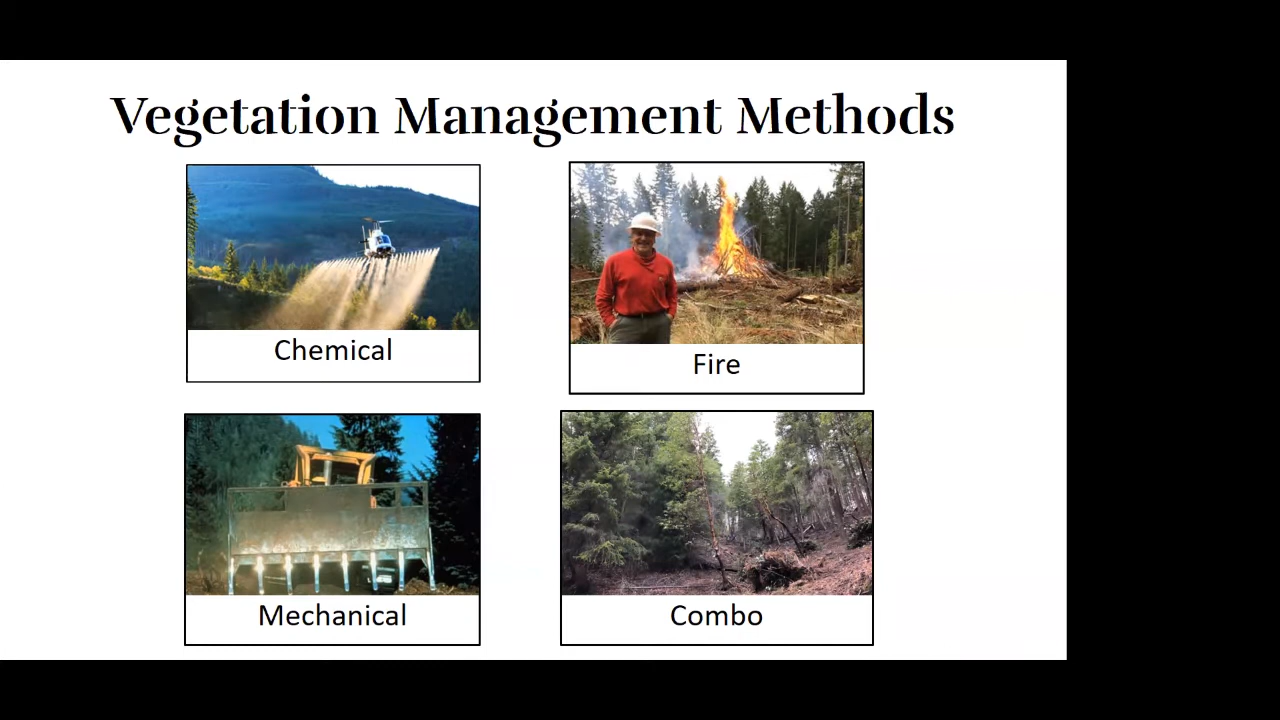 Vegetation Management Methods
Chemical
Fire
Mechanical
Combo